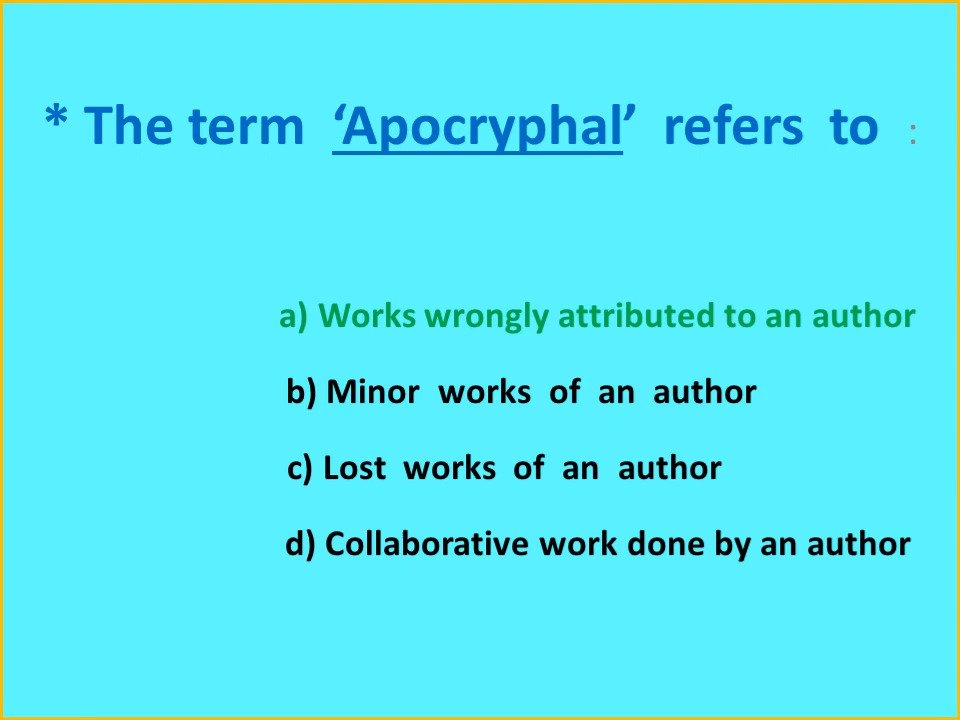 * The term ‘Apocryphal’ refers to :
a) Works wrongly attributed to an author
b) Minor works of an author
c) Lost works of an author
d) Collaborative work done by an author